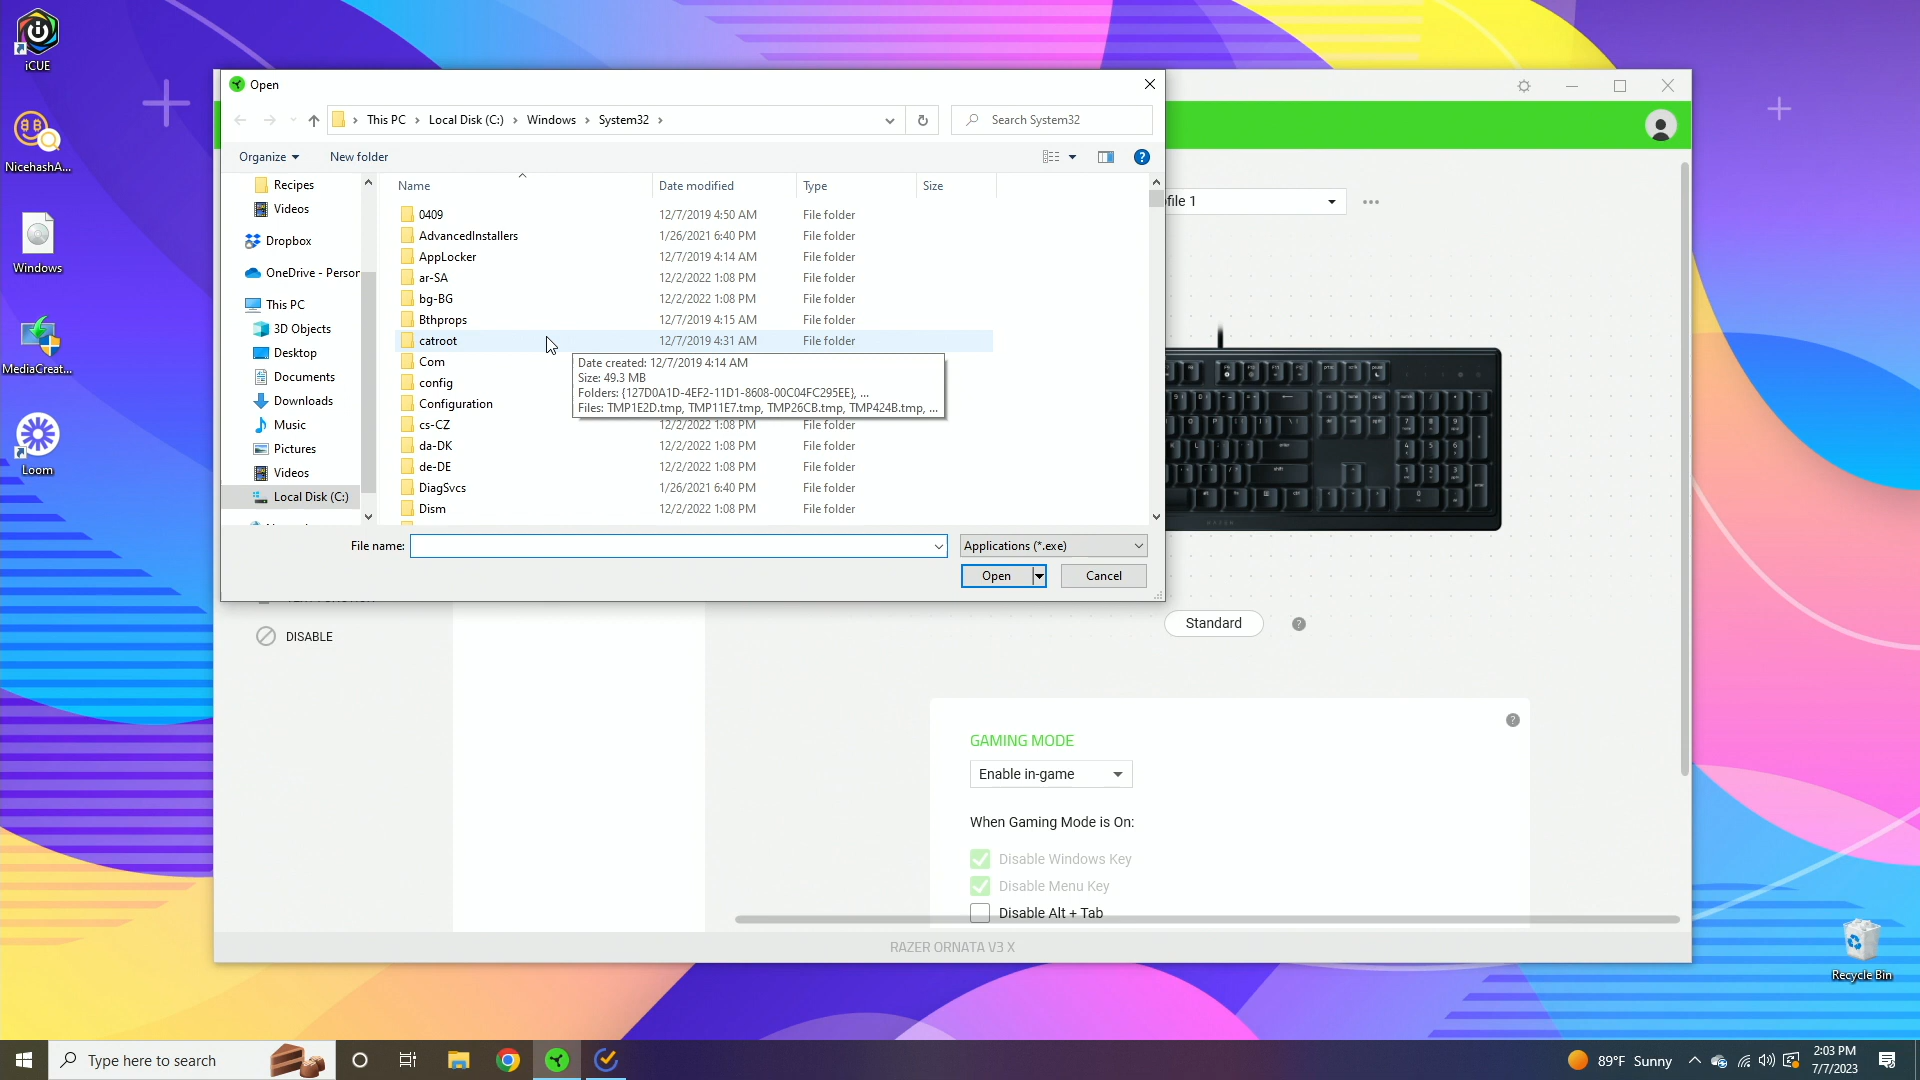 iCUE
NicehashA...
Windows
MediaCreat...
Loom
Open
This PC > Local Disk (C:) > Windows > System32 >
Search System32
Organize
New folder
Recipes
Videos
Dropbox
OneDrive - Person
This PC
3D Objects
Desktop
Documents
Downloads
Music
Pictures
Videos
Local Disk (C:)
Name Date modified Type Size
0409 12/7/2019 4:50 AM File folder
AdvancedInstallers 1/26/2021 6:40 PM File folder
AppLocker 12/7/2019 4:14 AM File folder
ar-SA 12/2/2022 1:08 PM File folder
bg-BG 12/2/2022 1:08 PM File folder
Bthprops 12/7/2019 4:15 AM File folder
catroot 12/7/2019 4:31 AM File folder
Com
config
Configuration
Date created: 12/7/2019 4:14 AM
Size: 49.3 MB
Folders: {127D0A1D-4EF2-11D1-8608-00C04FC295EE}, ...
Files: TMP1E2D.tmp, TMP11E7.tmp, TMP26CB.tmp, TMP424B.tmp, ...
cs-CZ 12/2/2022 1:08 PM File folder
da-DK 12/2/2022 1:08 PM File folder
de-DE 12/2/2022 1:08 PM File folder
DiagSvcs 1/26/2021 6:40 PM File folder
Dism 12/2/2022 1:08 PM File folder
File name:
Applications (*.exe)
Open
Cancel
file 1
DISABLE
Standard
GAMING MODE
Enable in-game
When Gaming Mode is On:
Disable Windows Key
Disable Menu Key
Disable Alt + Tab
RAZER ORNATA V3 X
Recycle Bin
Type here to search
89°F Sunny
2:03 PM
7/7/2023